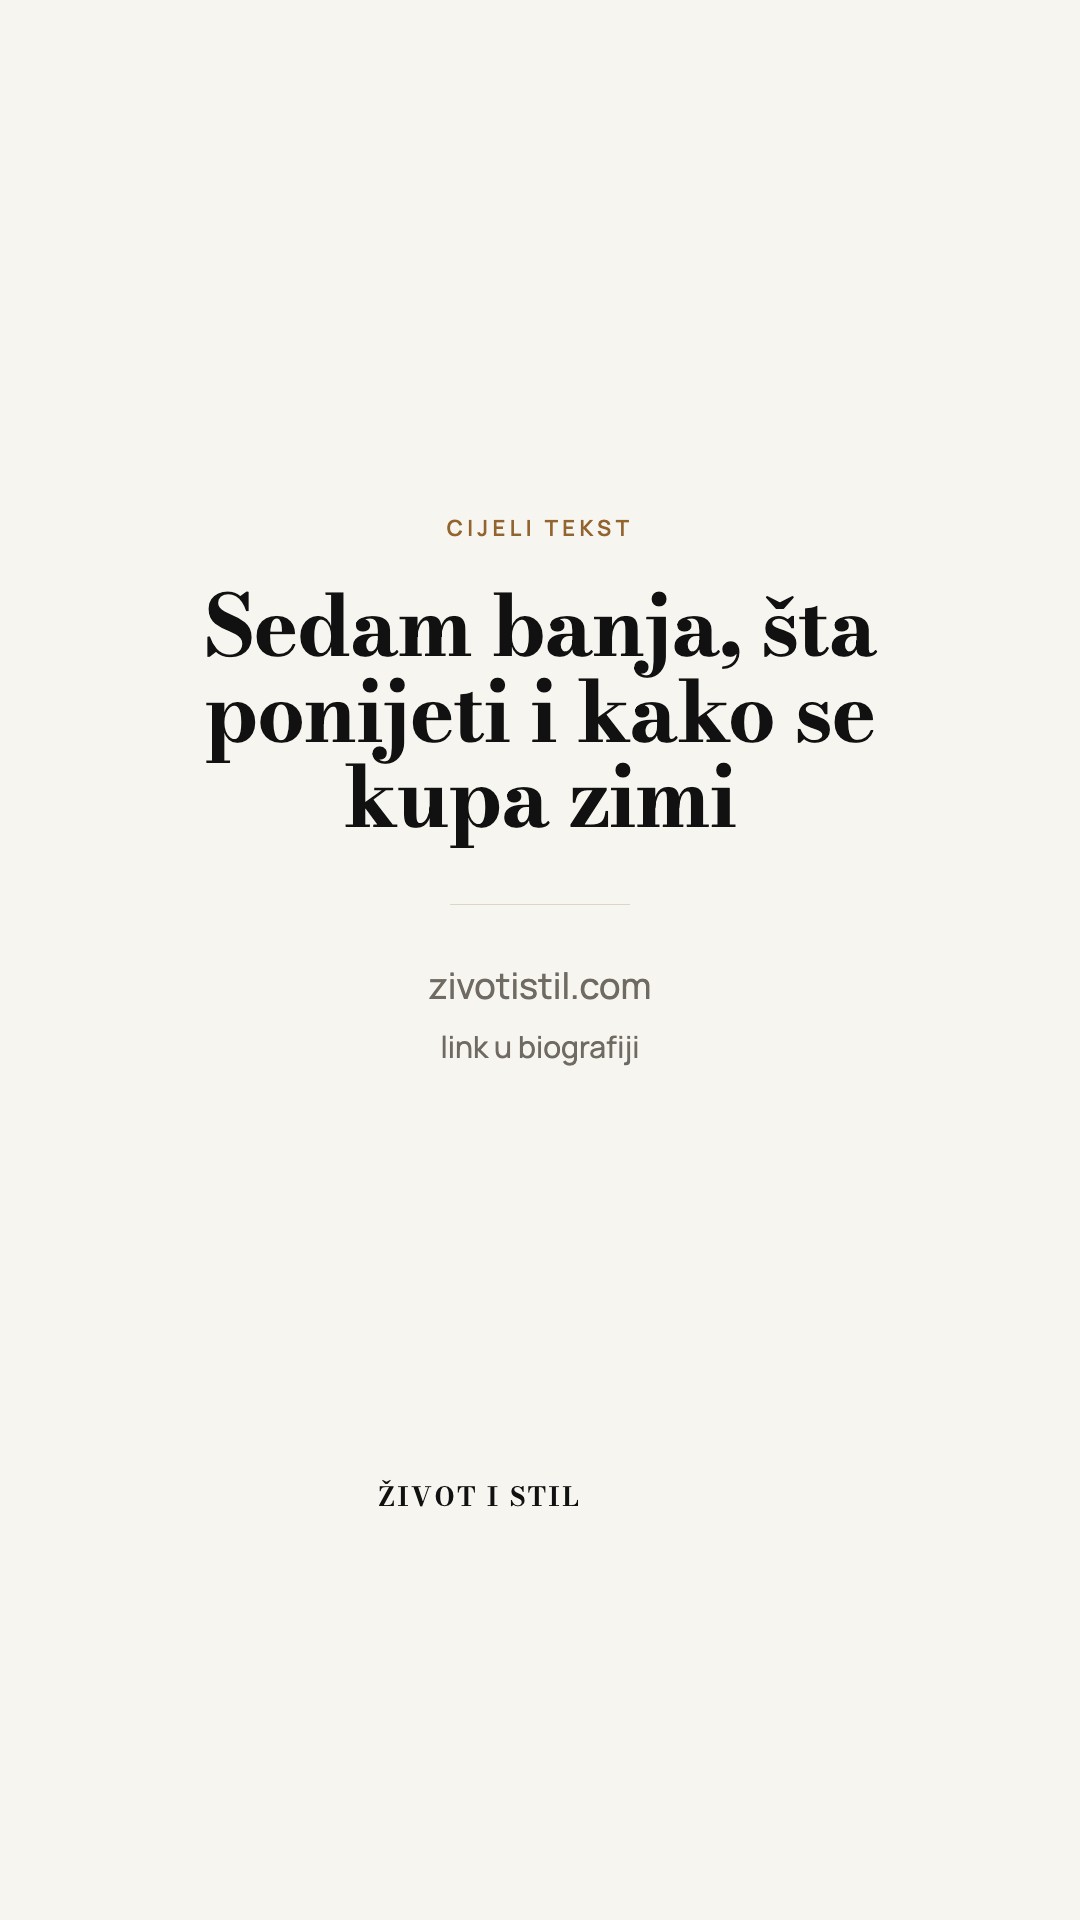 CIJELI TEKST
Sedam banja, šta
ponijeti i kako se
kupa zimi
zivotistil.com
link u biografiji
ŽIVOT I STIL